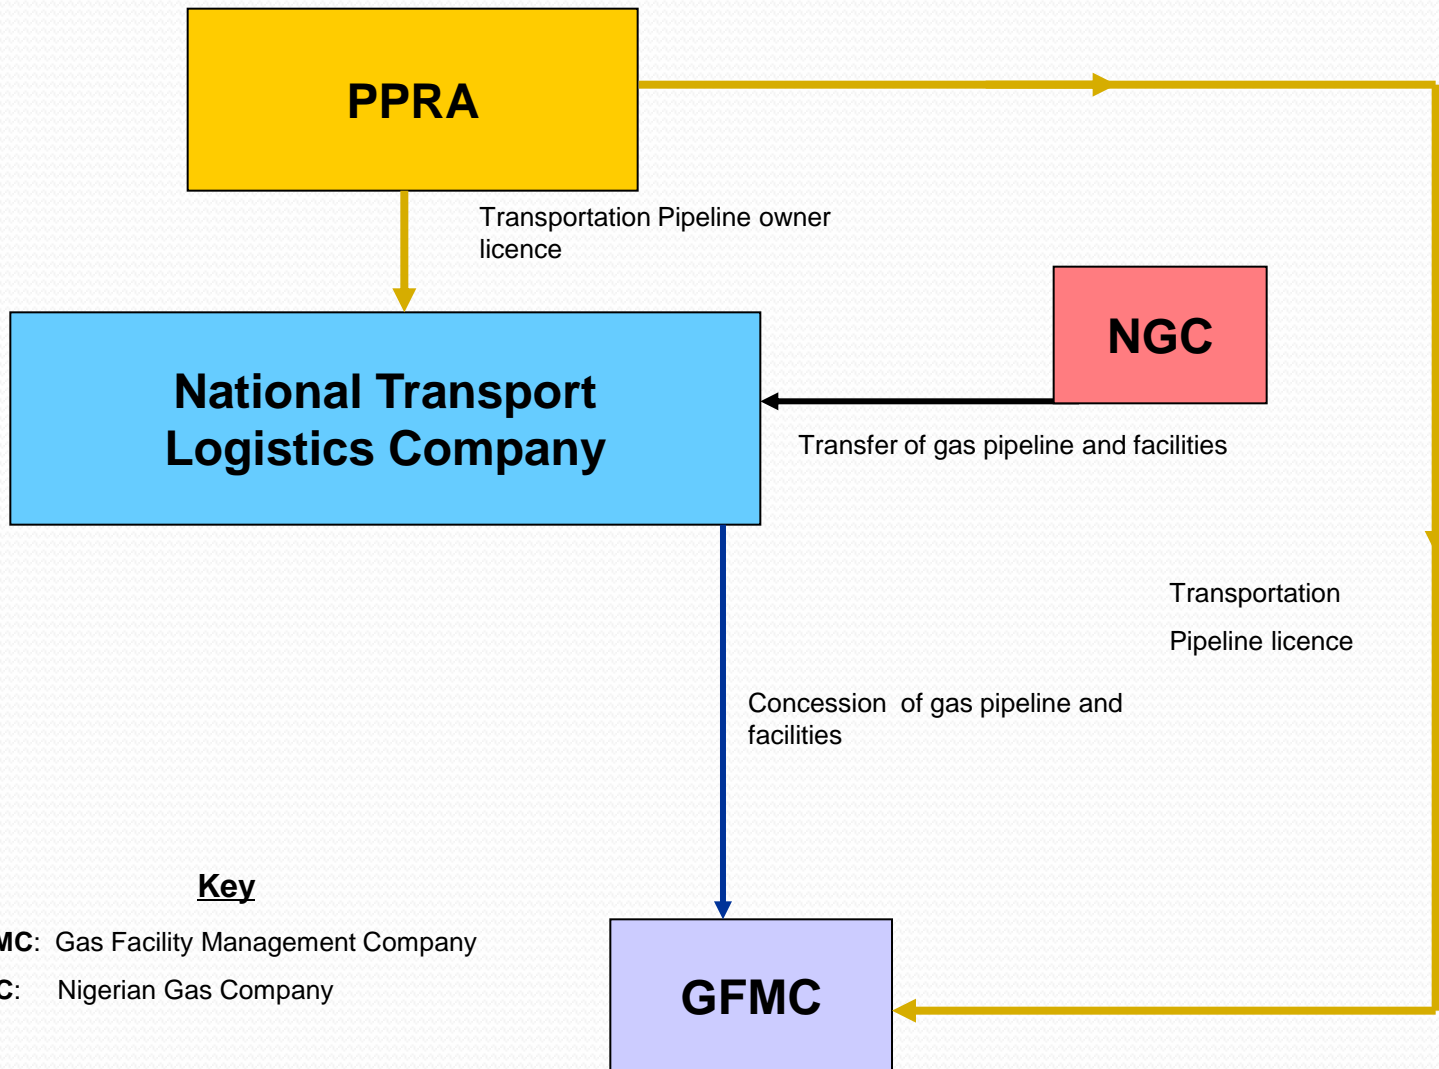 PPRA
Transportation Pipeline owner
licence
NGC
National Transport
Logistics Company
Transfer of gas pipeline and facilities
Transportation
Pipeline licence
Concession of gas pipeline and
facilities
Key
MC: Gas Facility Management Company
C: Nigerian Gas Company
GFMC